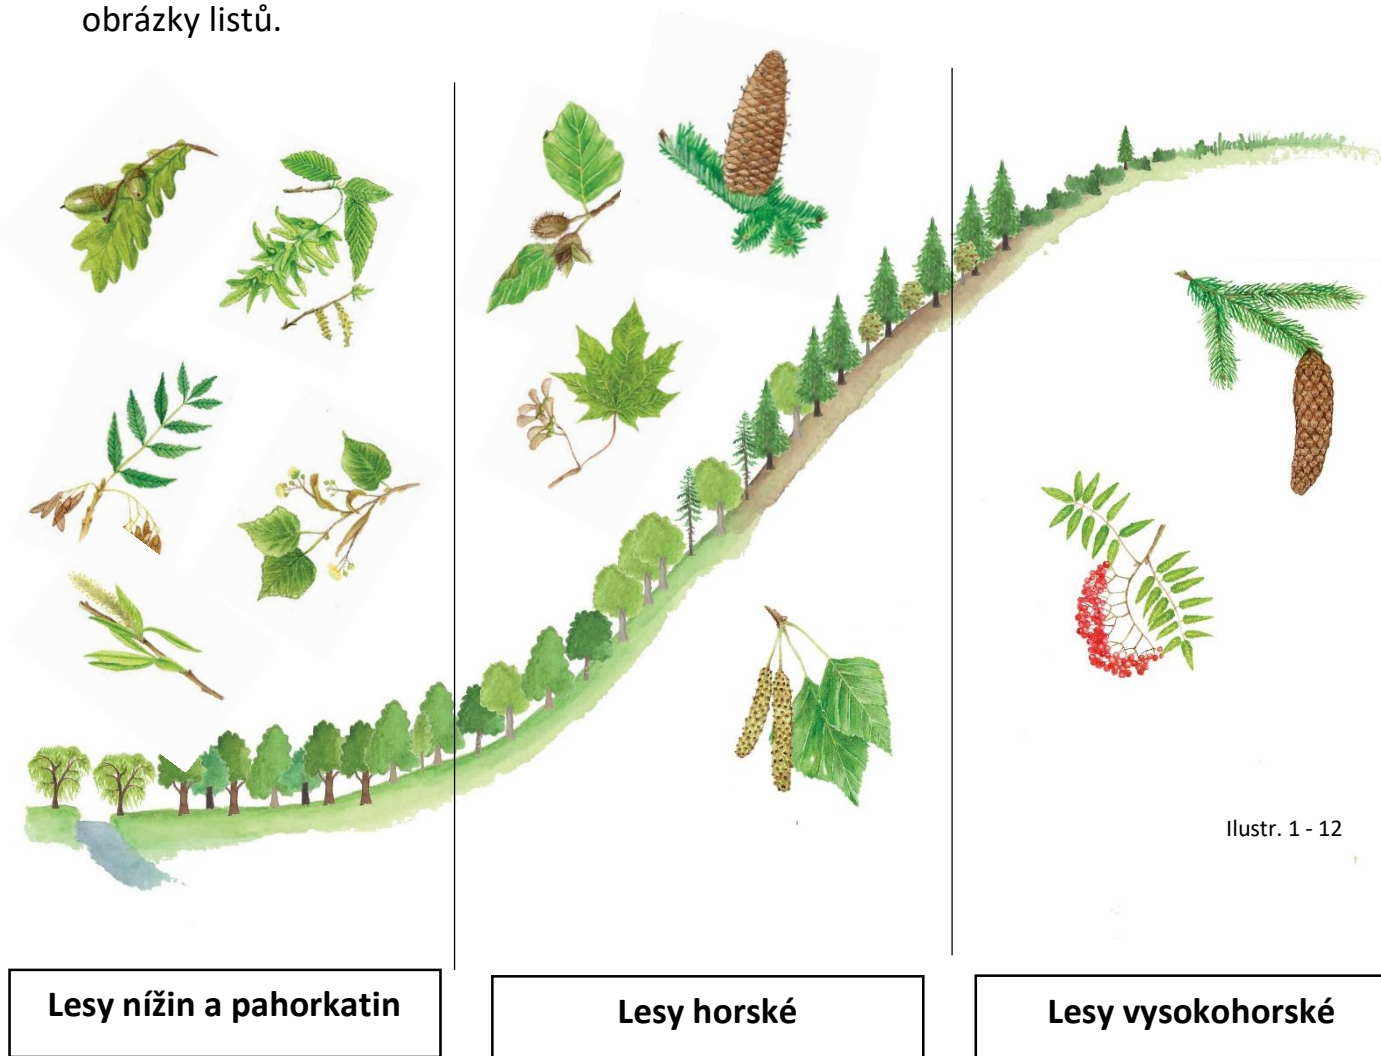 obrázky listů.
Ilustr. 1 - 12
Lesy nížin a pahorkatin
Lesy horské
Lesy vysokohorské